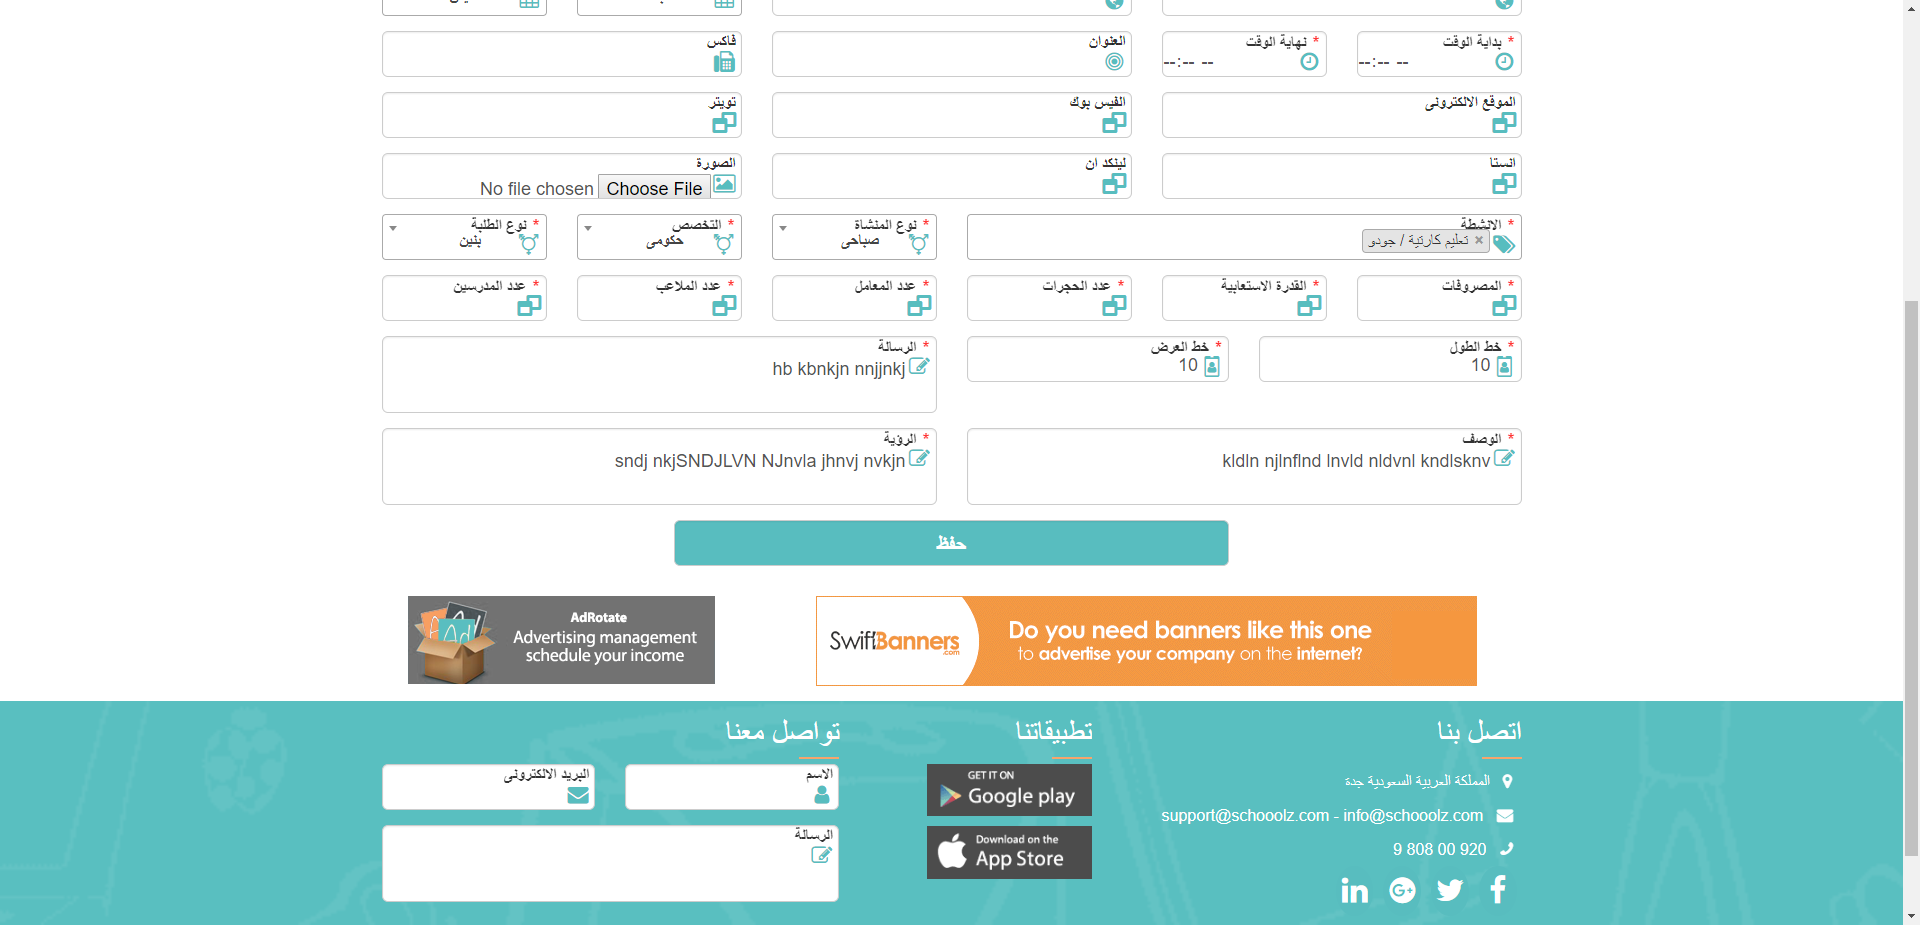 * بداية الوقت
--:-- --
* نهاية الوقت
--:-- --
العنوان
فاكس
الموقع الالكترونى
الفيس بوك
تويتر
انستا
لينكد ان
الصورة
Choose File No file chosen
* الانشطة
× تعليم كارتية / جودو
* نوع المنشاة
صباحى
* التخصص
حكومى
* نوع الطلبة
بنين
* المصروفات
* القدرة الاستعابية
* عدد الحجرات
* عدد المعامل
* عدد الملاعب
* عدد المدرسين
* خط الطول
10
* خط العرض
10
* الرسالة
hb kbnkjn nnjjnkj
* الوصف
kldln njlnflnd lnvld nldvnl kndlsknv
* الرؤية
sndj nkjSNDJLVN NJnvla jhnvj nvkjn
حفظ
AdRotate
Advertising management
schedule your income
SwiftBanners
.com
Do you need banners like this one
to advertise your company on the internet?
اتصل بنا
المملكة العربية السعودية جدة
support@schooolz.com - info@schooolz.com
9 808 00 920
تطبيقاتنا
GET IT ON
Google play
Download on the
App Store
تواصل معنا
الاسم
البريد الالكترونى
الرسالة